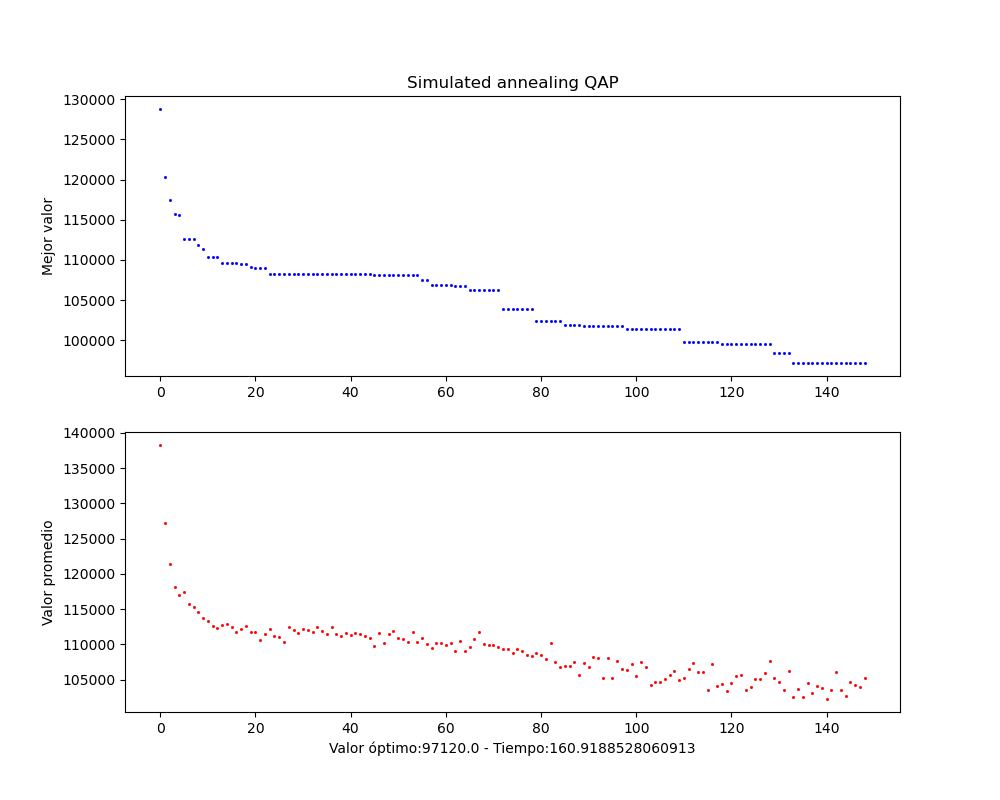 Simulated annealing QAP
130000
125000
120000
115000
110000
105000
100000
Mejor valor
0 20 40 60 80 100 120 140
140000
135000
130000
125000
120000
115000
110000
105000
Valor promedio
0 20 40 60 80 100 120 140
Valor óptimo:97120.0 - Tiempo:160.9188528060913